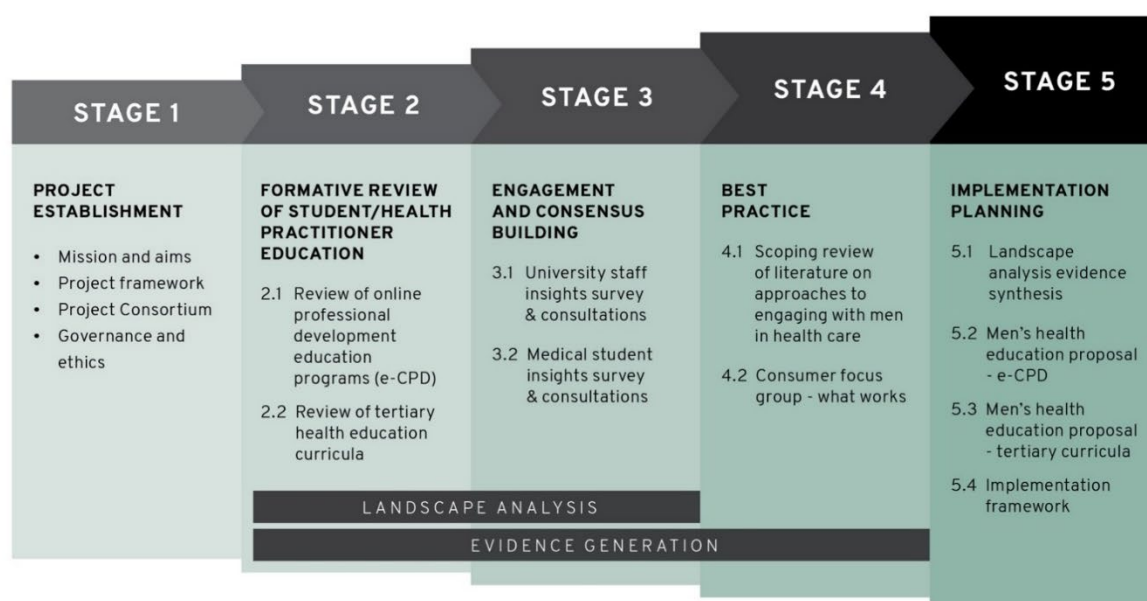 STAGE 1
STAGE 2
STAGE 3
STAGE 4
STAGE 5
PROJECT
ESTABLISHMENT
• Mission and aims
• Project framework
• Project Consortium
• Governance and
ethics
FORMATIVE REVIEW
OF STUDENT/HEALTH
PRACTITIONER
EDUCATION
2.1 Review of online
professional
development
education
programs (e-CPD)
2.2 Review of tertiary
health education
curricula
ENGAGEMENT
AND CONSENSUS
BUILDING
3.1 University staff
insights survey
& consultations
3.2 Medical student
insights survey
& consultations
BEST
PRACTICE
4.1 Scoping review
of literature on
approaches to
engaging with men
in health care
4.2 Consumer focus
group - what works
IMPLEMENTATION
PLANNING
5.1 Landscape
analysis evidence
synthesis
5.2 Men's health
education proposal
- e-CPD
5.3 Men's health
education proposal
- tertiary curricula
5.4 Implementation
framework
LANDSCAPE ANALYSIS
EVIDENCE GENERATION